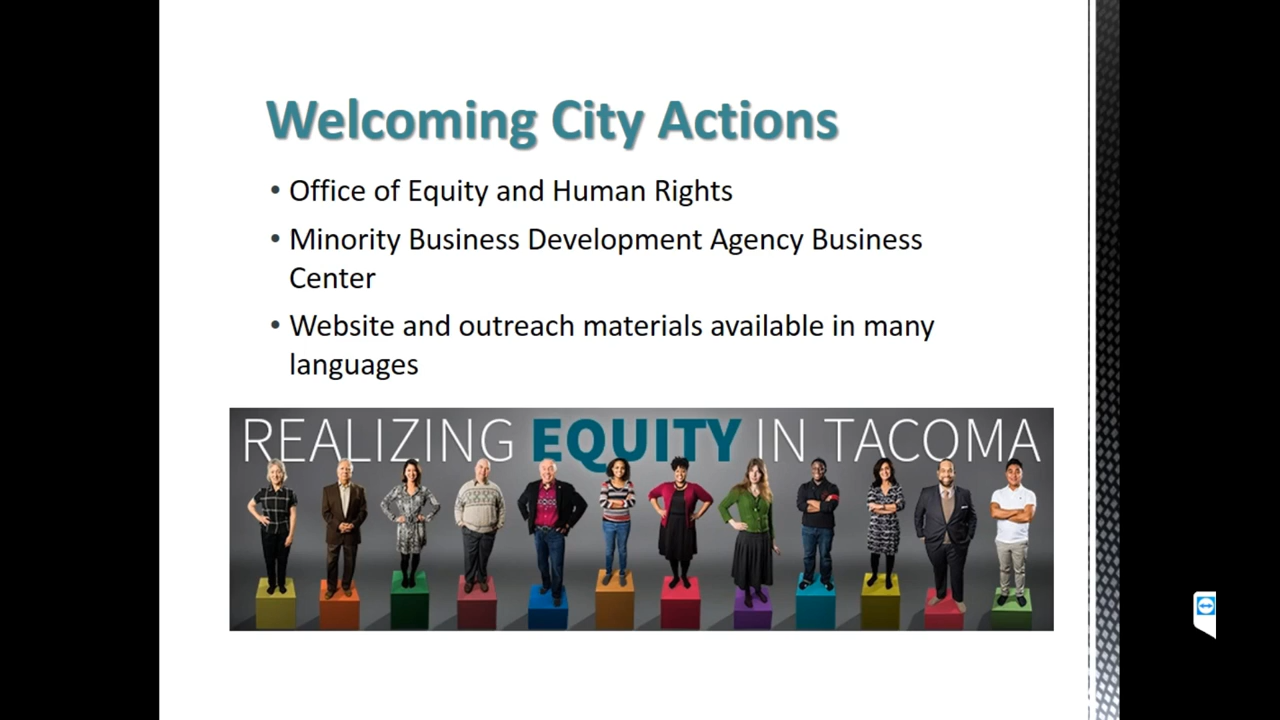 Welcoming City Actions
• Office of Equity and Human Rights
• Minority Business Development Agency Business
Center
• Website and outreach materials available in many
languages
REALIZING EQUITY IN TACOMA